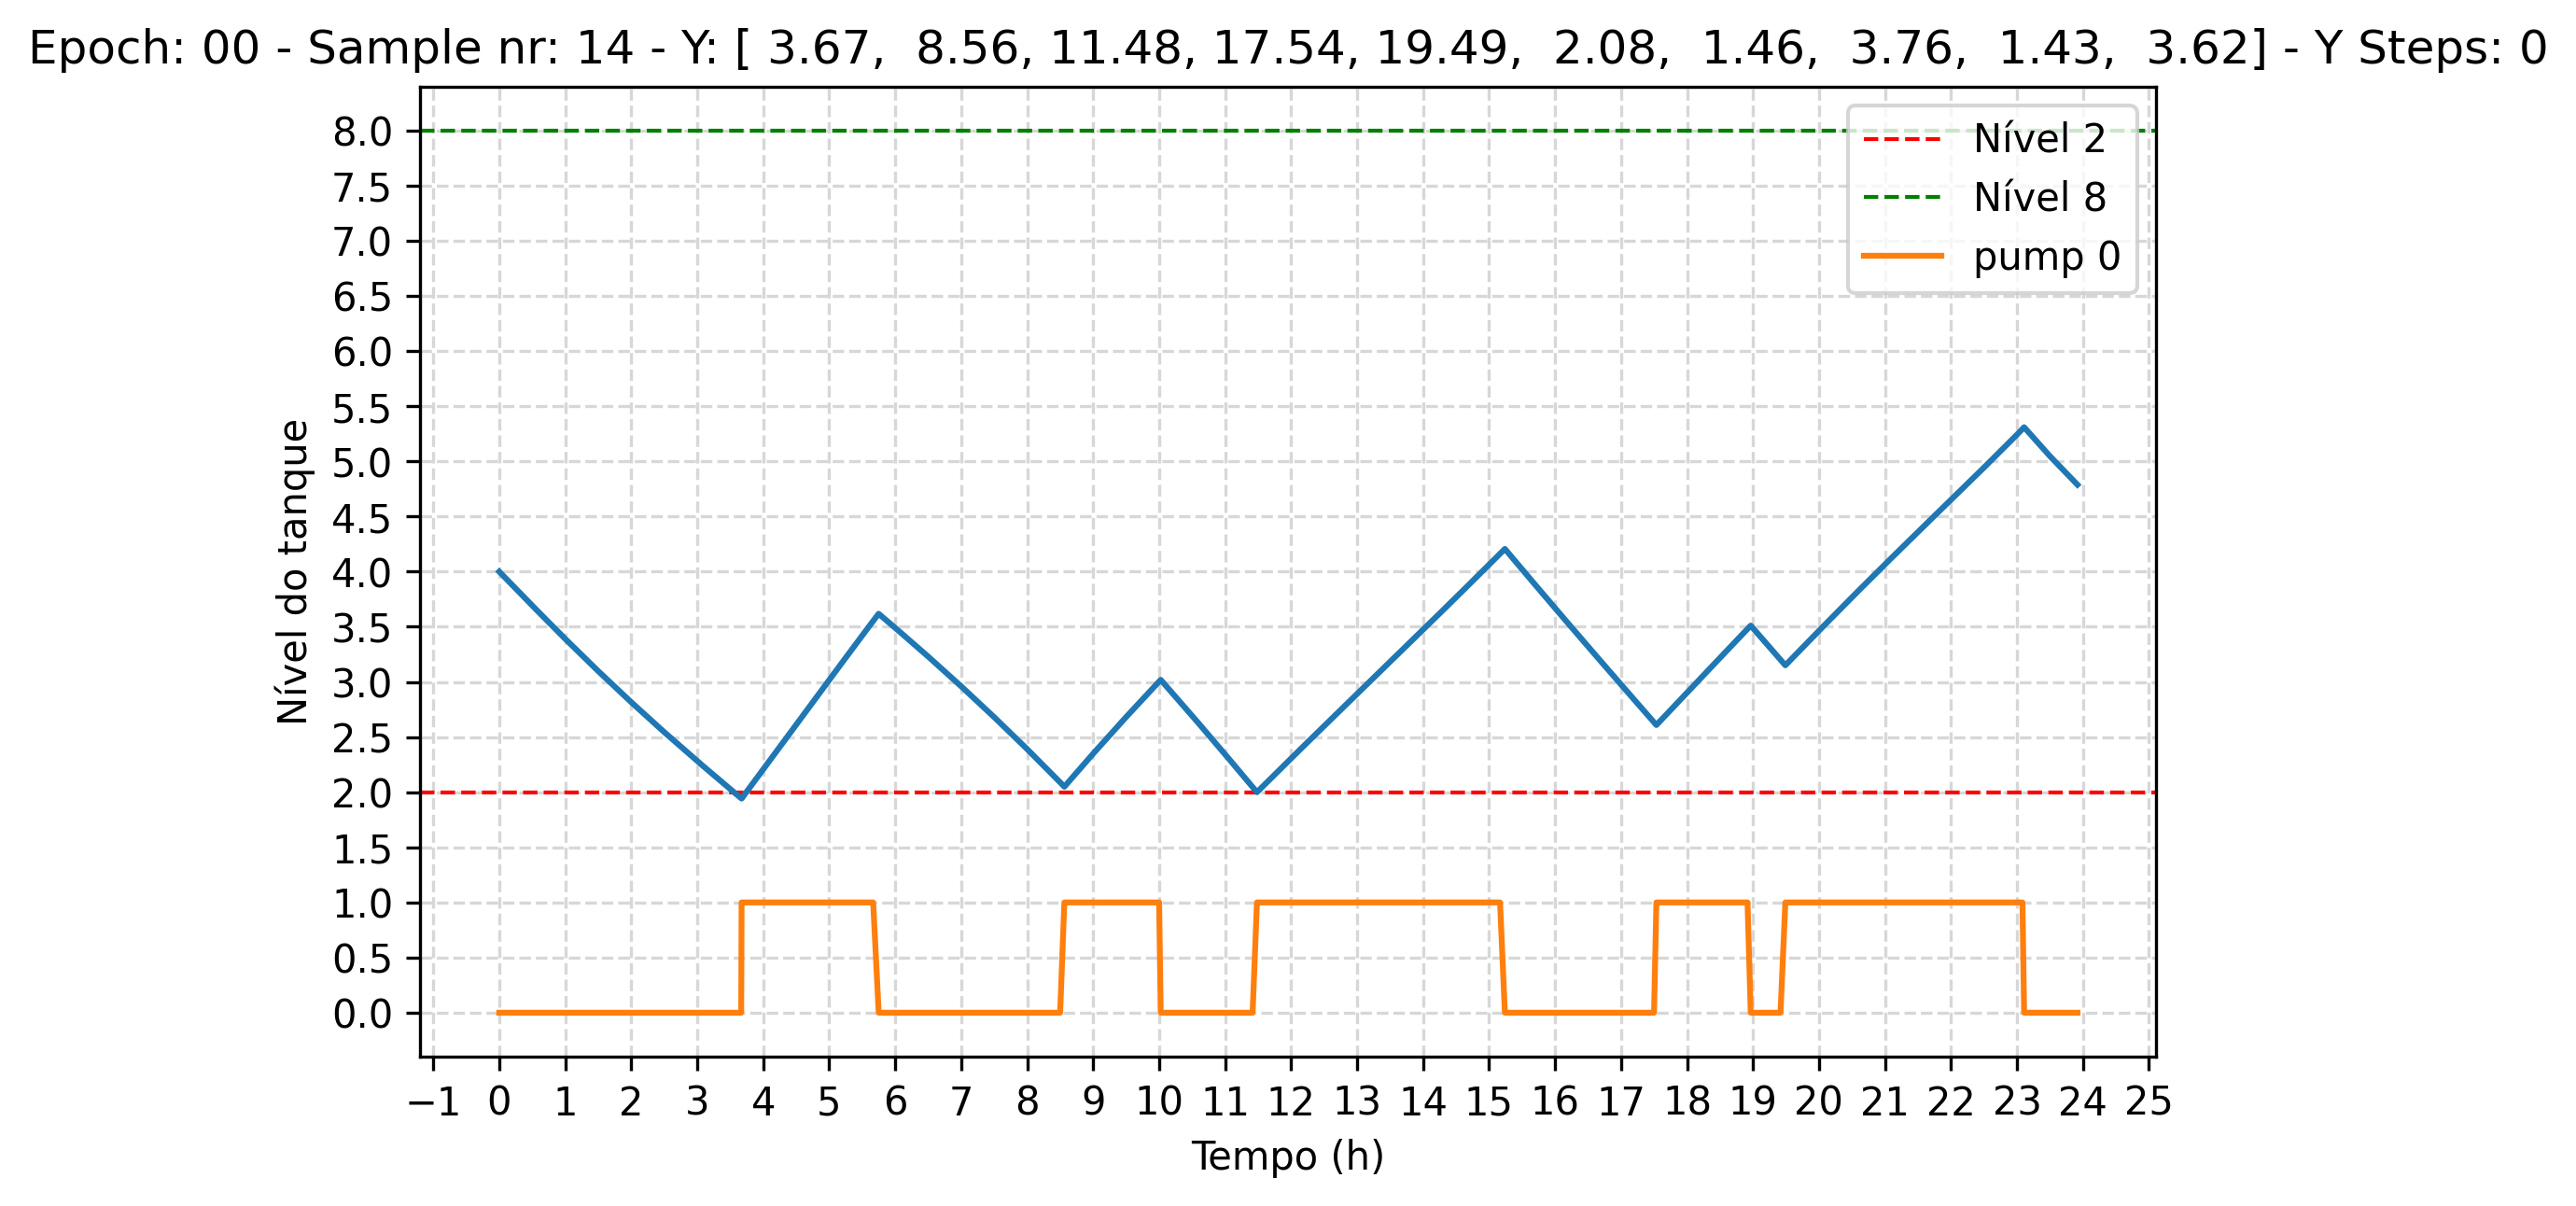 Epoch: 00 - Sample nr: 14 - Y: [ 3.67,  8.56, 11.48, 17.54, 19.49,  2.08,  1.46,  3.76,  1.43,  3.62] - Y Steps: 0
Nível 2
Nível 8
pump 0
8.0
7.5
7.0
6.5
6.0
5.5
5.0
4.5
4.0
3.5
3.0
2.5
2.0
1.5
1.0
0.5
0.0
Nível do tanque
−1 0 1 2 3 4 5 6 7 8 9 10 11 12 13 14 15 16 17 18 19 20 21 22 23 24 25
Tempo (h)